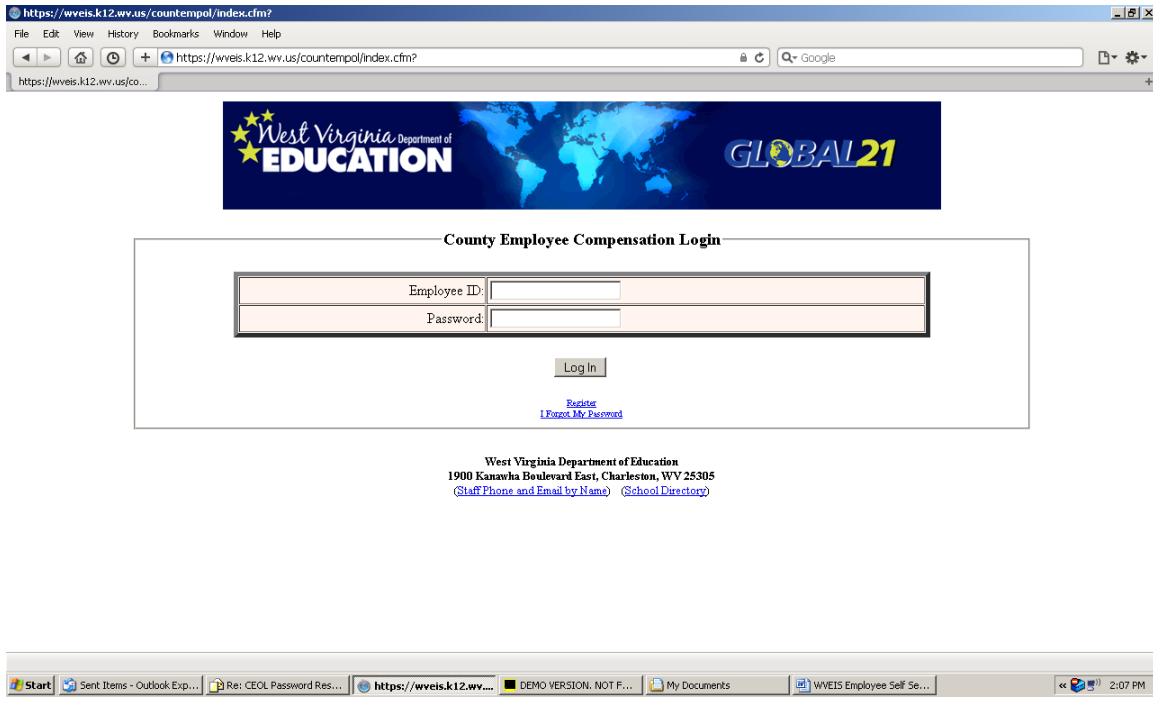 https://wveis.k12.wv.us/countempol/index.cfm?
File Edit View History Bookmarks Window Help
https://wveis.k12.wv.us/countempol/index.cfm?
Google
https://wveis.k12.wv.us/co...
West Virginia Department of
EDUCATION
GLOBAL21
County Employee Compensation Login
Employee ID:
Password:
Log In
Register
I Forgot My Password
West Virginia Department of Education
1900 Kanawha Boulevard East, Charleston, WV 25305
(Staff Phone and Email by Name) (School Directory)
Start Sent Items - Outlook Exp... Re: CEOL Password Res... https://wveis.k12.wv.... DEMO VERSION. NOT F... My Documents WVEIS Employee Self Se... 2:07 PM